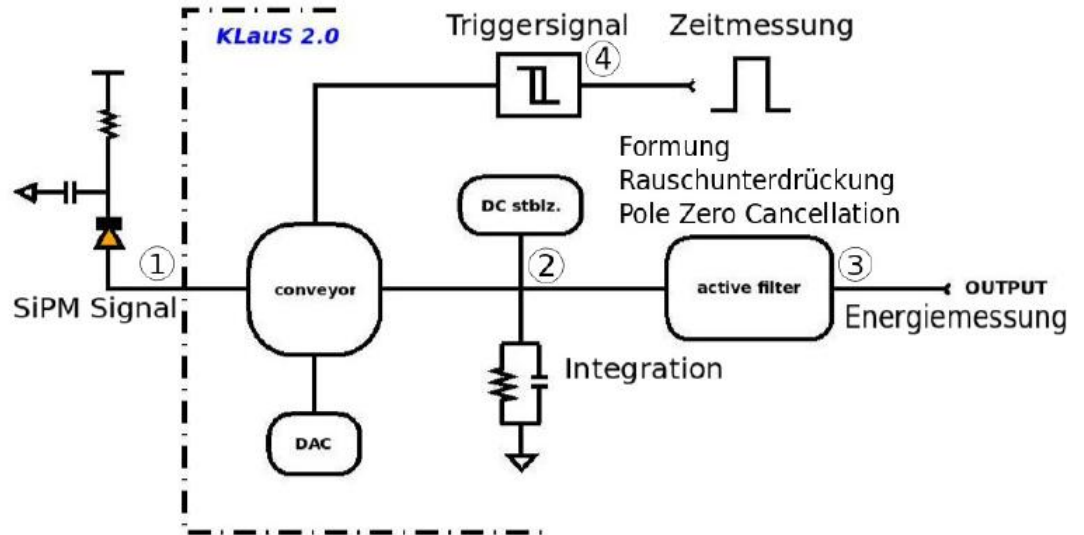 KLauS 2.0
Triggersignal
Zeitmessung
④
Formung
Rauschunterdrückung
Pole Zero Cancellation
DC stblz.
①
②
③
SiPM Signal
conveyor
active filter
OUTPUT
Energiemessung
Integration
DAC